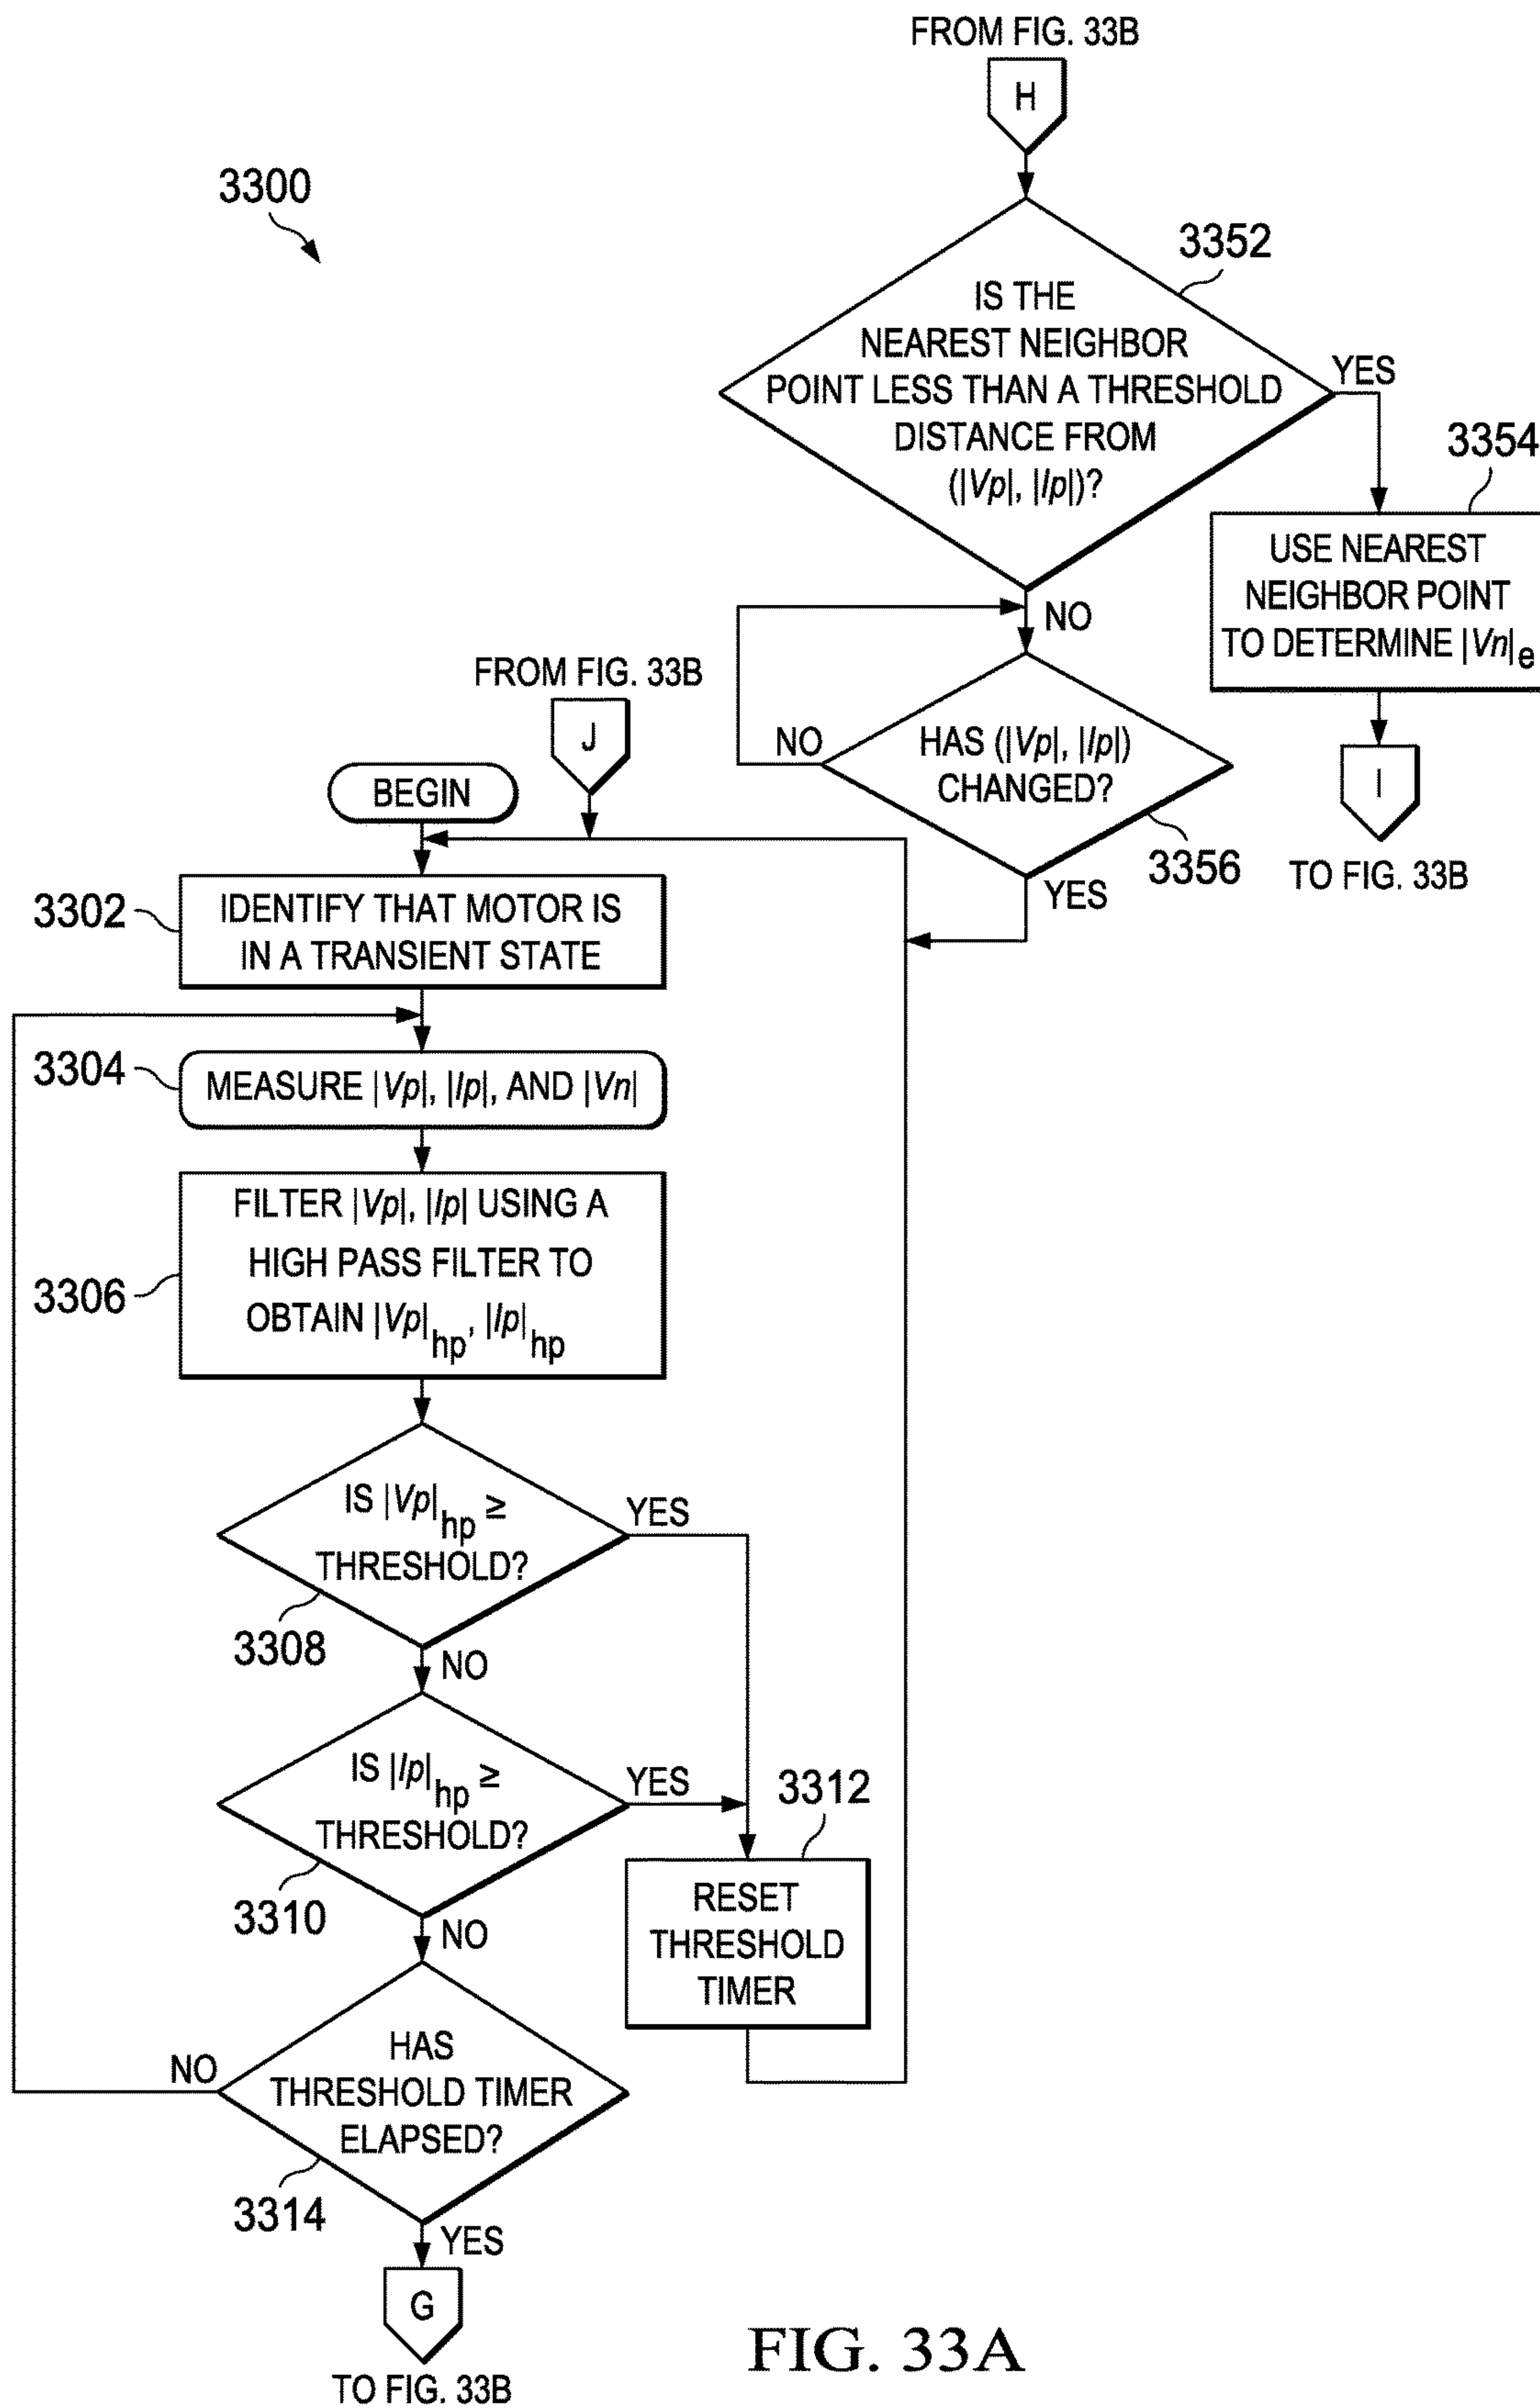 FROM FIG. 33B
H
3300
3352
IS THE
NEAREST NEIGHBOR
POINT LESS THAN A THRESHOLD
DISTANCE FROM
(|Vp|, |Ip|)?
YES
3354
USE NEAREST
NEIGHBOR POINT
TO DETERMINE |Vn|e
NO
FROM FIG. 33B
J
NO
HAS (|Vp|, |Ip|)
CHANGED?
3356
YES
I
TO FIG. 33B
BEGIN
3302
IDENTIFY THAT MOTOR IS
IN A TRANSIENT STATE
3304
MEASURE |Vp|, |Ip|, AND |Vn|
3306
FILTER |Vp|, |Ip| USING A
HIGH PASS FILTER TO
OBTAIN |Vp|hp, |Ip|hp
IS |Vp|hp ≥
THRESHOLD?
YES
3308
NO
IS |Ip|hp ≥
THRESHOLD?
YES
3310
NO
3312
RESET
THRESHOLD
TIMER
HAS
THRESHOLD TIMER
ELAPSED?
NO
3314
YES
G
TO FIG. 33B
FIG. 33A